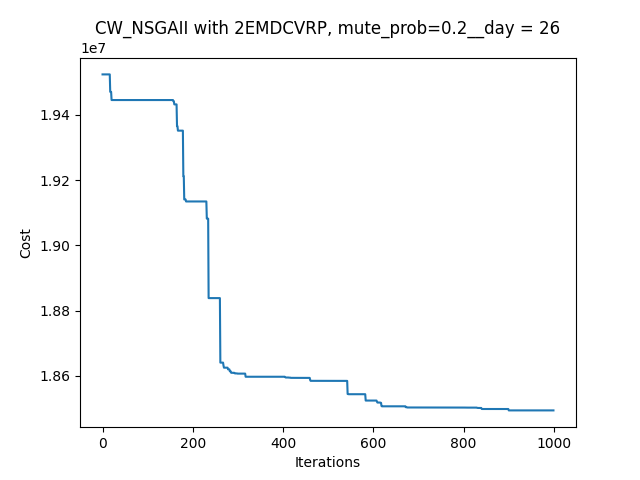 CW_NSGAII with 2EMDCVRP, mute_prob=0.2__day = 26
1e7
1.94
1.92
1.90
1.88
1.86
Cost
0 200 400 600 800 1000
Iterations